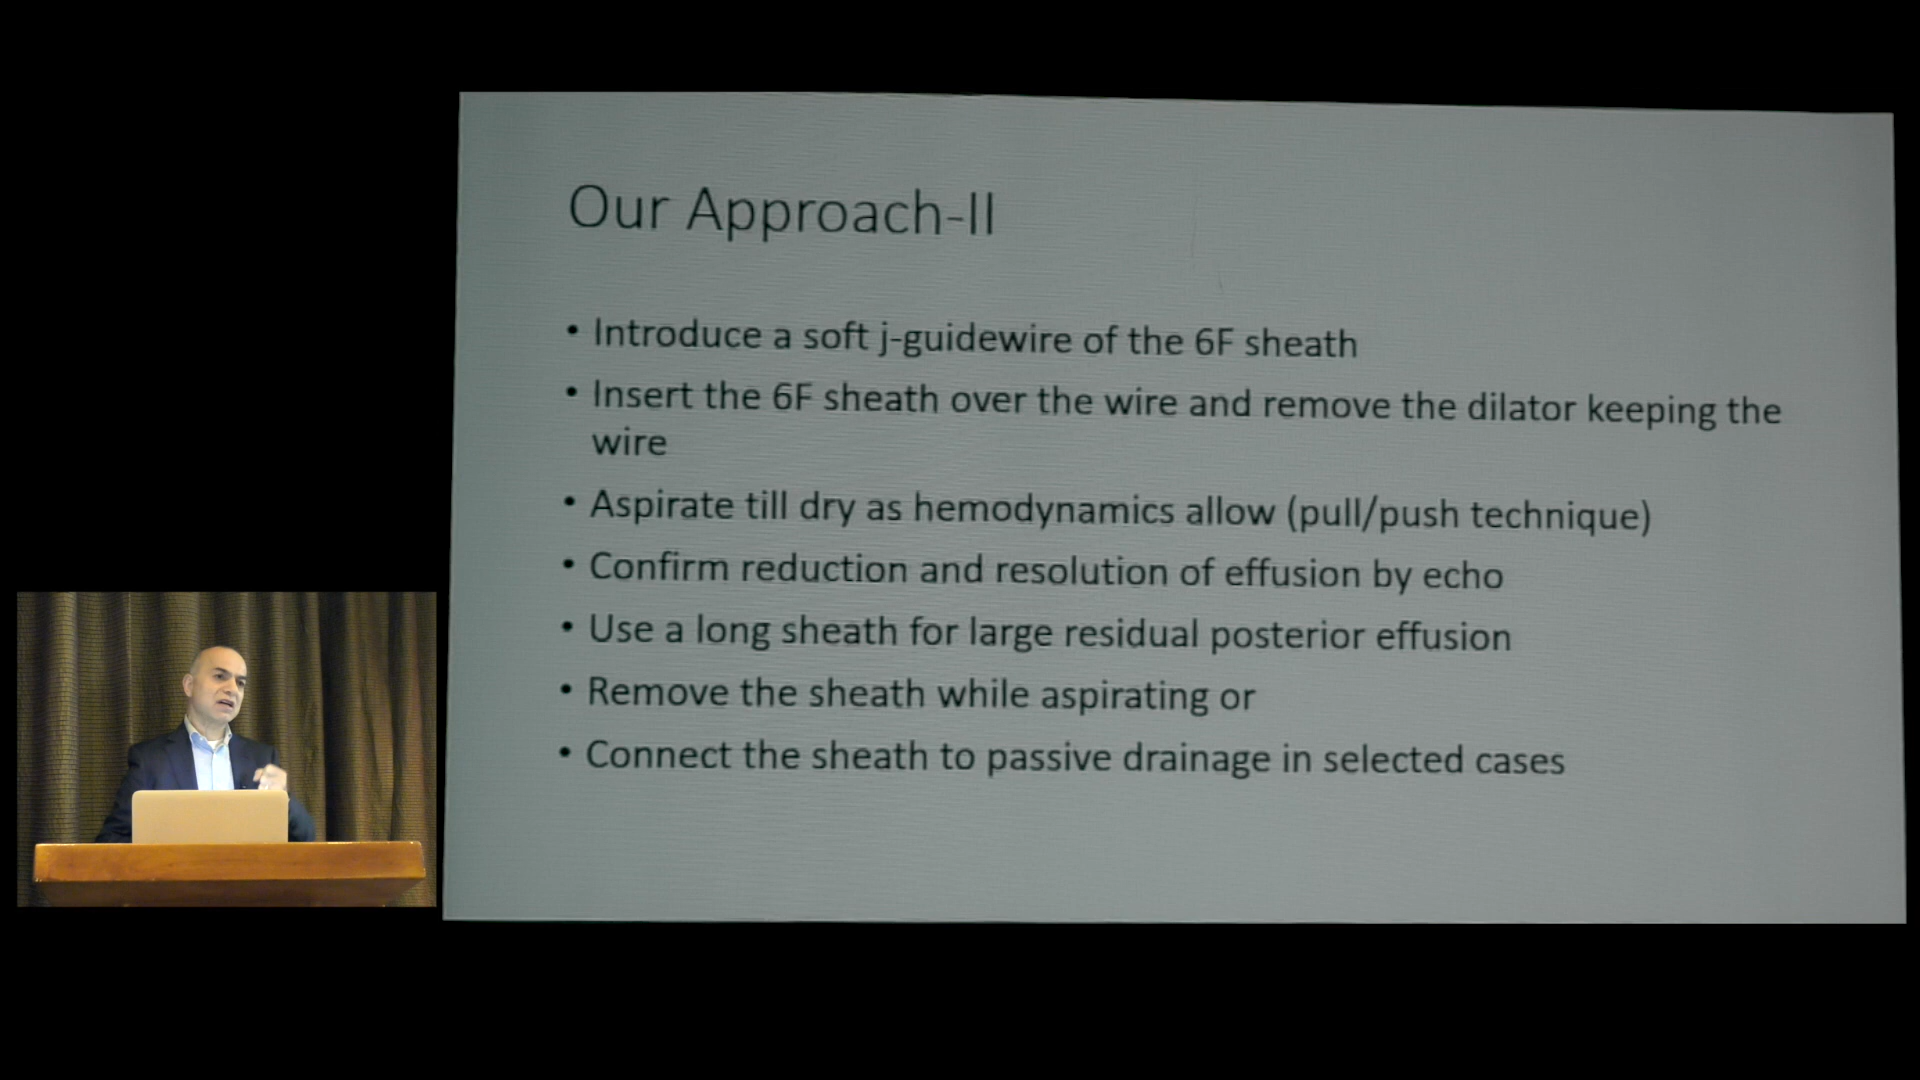 Our Approach-II
• Introduce a soft j-guidewire of the 6F sheath
• Insert the 6F sheath over the wire and remove the dilator keeping the
wire
• Aspirate till dry as hemodynamics allow (pull/push technique)
• Confirm reduction and resolution of effusion by echo
• Use a long sheath for large residual posterior effusion
• Remove the sheath while aspirating or
• Connect the sheath to passive drainage in selected cases